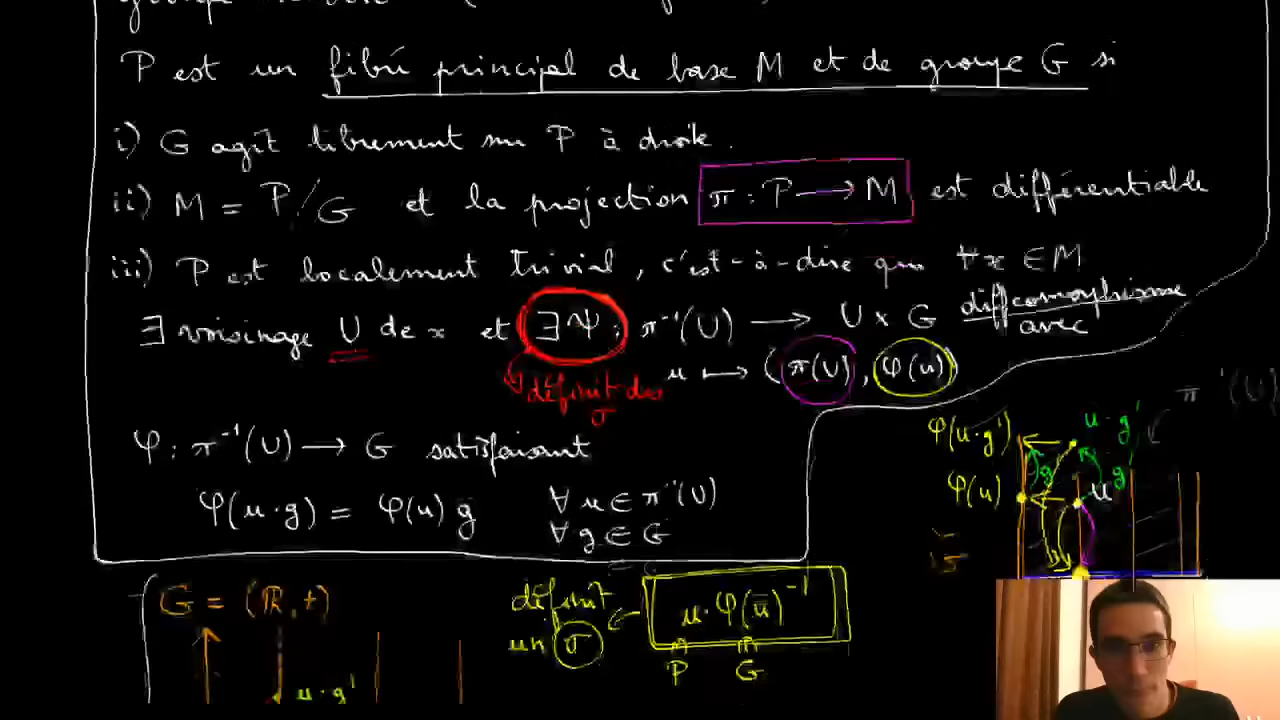 P est un fibré principal de base M et de groupe G si
i) G agit librement sur P à droite.
ii) M = P/G et la projection π : P → M est différentiable
iii) P est localement trivial, c'est-à-dire que ∀x ∈ M
∃ voisinage U de x et ∃ Ψ : π⁻¹(U) → U × G difféomorphisme
avec
u ↦ (π(U), φ(u))
définit des
σ
π⁻¹(U)
φ : π⁻¹(U) → G satisfaisant
φ(u·g) = φ(u) g ∀ u ∈ π⁻¹(U)
∀ g ∈ G
φ(u·g') u·g'
g' g'
φ(u) u
G = (ℝ, +)
définit
un σ
u·φ(u)⁻¹
P G
u·g'